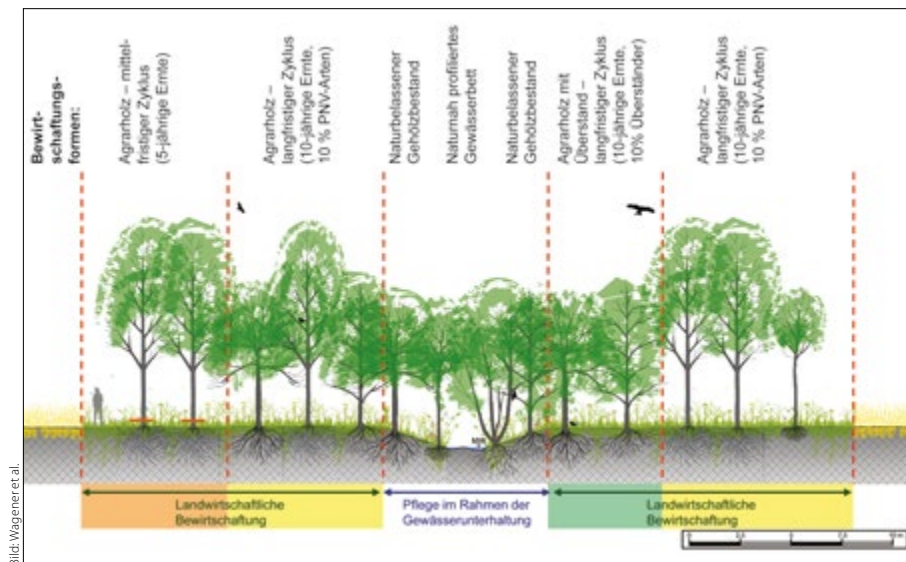 Bewirt-
schaftungs-
formen:
Agrarholz – mittel-
fristiger Zyklus
(5-jährige Ernte)
Agrarholz –
langfristiger Zyklus
(10-jährige Ernte,
10 % PNV-Arten)
Naturbelassener
Gehölzbestand
Naturnah profiliertes
Gewässerbett
Naturbelassener
Gehölzbestand
Agrarholz mit
Überstand –
langfristiger Zyklus
(10-jährige Ernte,
10% Überständer)
Agrarholz –
langfristiger Zyklus
(10-jährige Ernte,
10 % PNV-Arten)
Landwirtschaftliche
Bewirtschaftung
Pflege im Rahmen der
Gewässerunterhaltung
Landwirtschaftliche
Bewirtschaftung
Bild: Wagener et al.